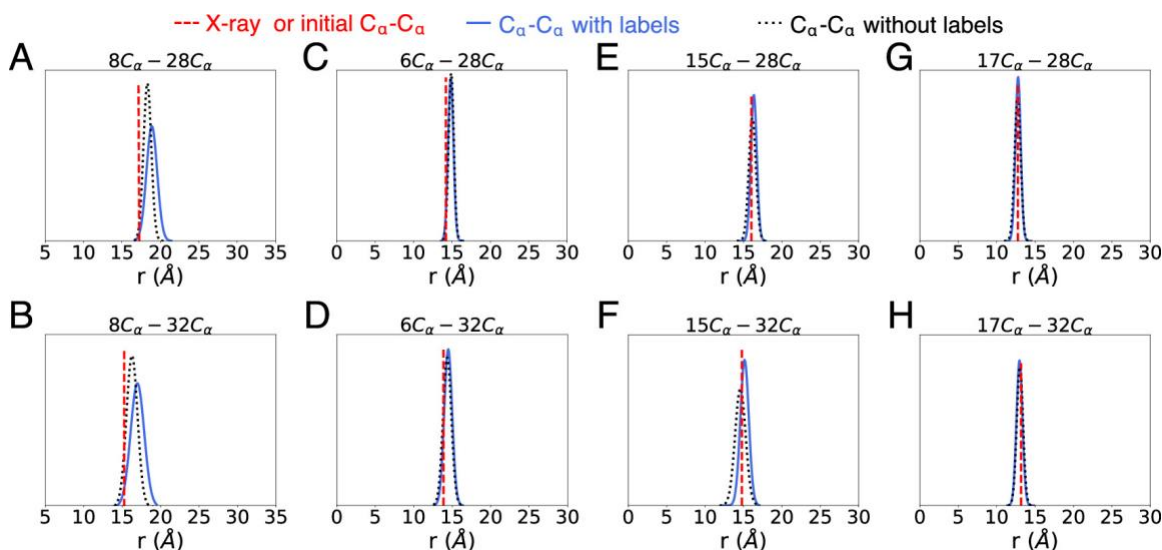 X-ray or initial Cα-Cα Cα-Cα with labels Cα-Cα without labels
A C E G
8Cα − 28Cα 6Cα − 28Cα 15Cα − 28Cα 17Cα − 28Cα
5 10 15 20 25 30 35 0 5 10 15 20 25 30 0 5 10 15 20 25 30 0 5 10 15 20 25 30
r (Å) r (Å) r (Å) r (Å)
B D F H
8Cα − 32Cα 6Cα − 32Cα 15Cα − 32Cα 17Cα − 32Cα
5 10 15 20 25 30 35 0 5 10 15 20 25 30 0 5 10 15 20 25 30 0 5 10 15 20 25 30
r (Å) r (Å) r (Å) r (Å)